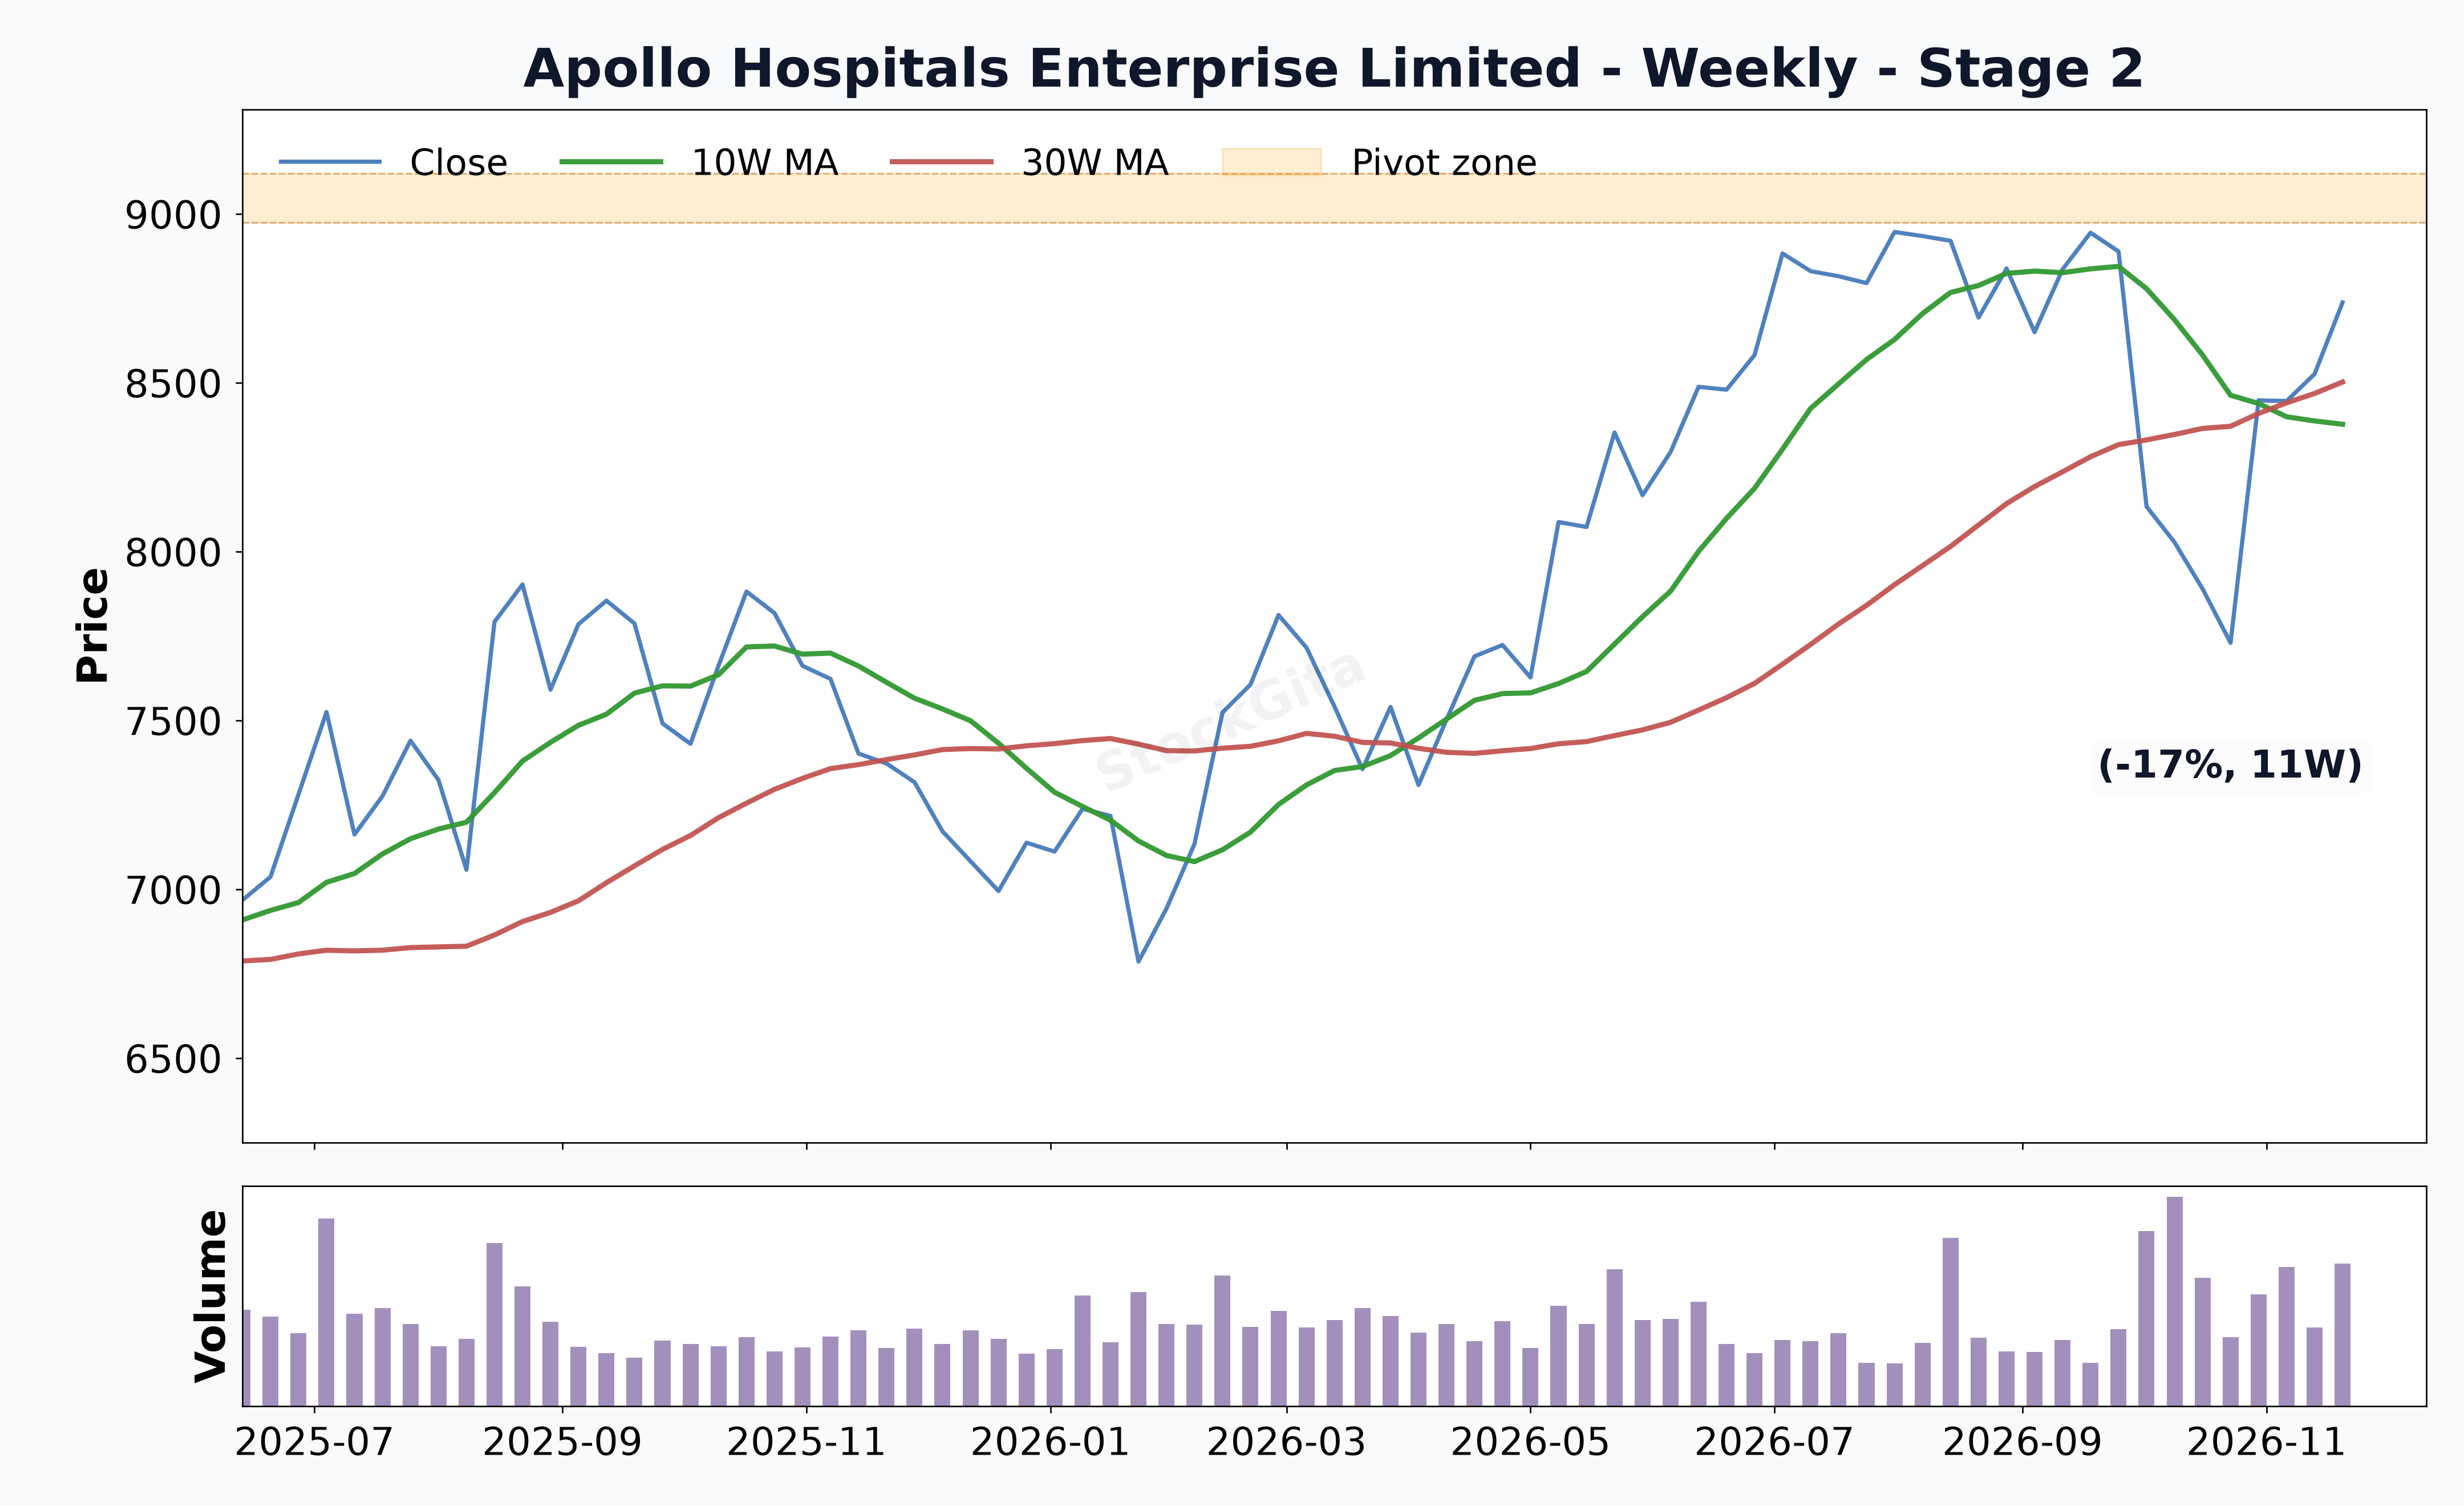 Apollo Hospitals Enterprise Limited - Weekly - Stage 2
Close 10W MA 30W MA Pivot zone
9000
8500
8000
7500
7000
6500
Price
StockGita
(-17%, 11W)
Volume
2025-07 2025-09 2025-11 2026-01 2026-03 2026-05 2026-07 2026-09 2026-11